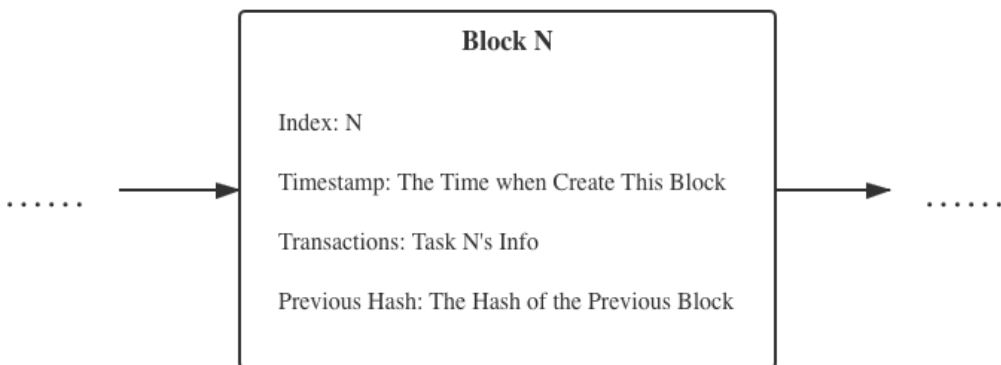 Block N
Index: N
Timestamp: The Time when Create This Block
......
......
Transactions: Task N's Info
Previous Hash: The Hash of the Previous Block